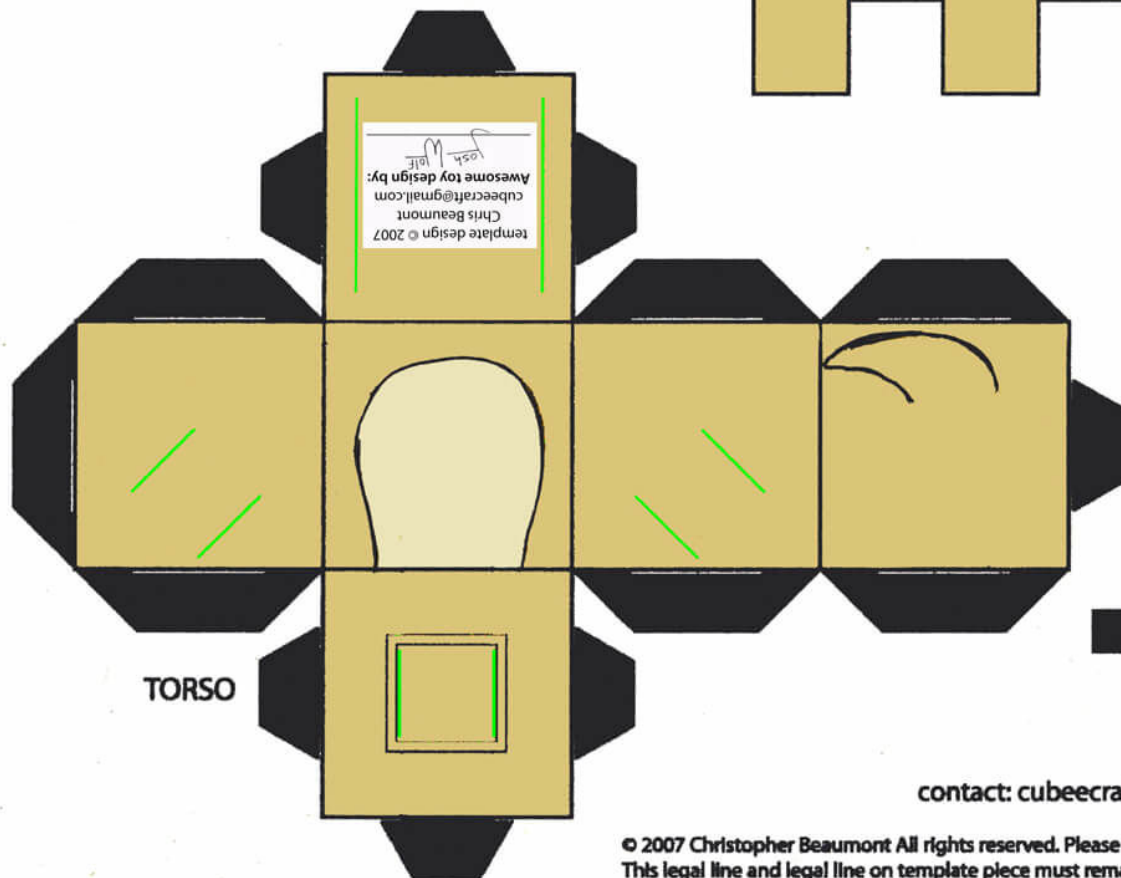 template design © 2007
Chris Beaumont
cubeecraft@gmail.com
Awesome toy design by:
Josh Wolf
TORSO
contact: cubeecra
© 2007 Christopher Beaumont All rights reserved. Please
This legal line and legal line on template piece must rema